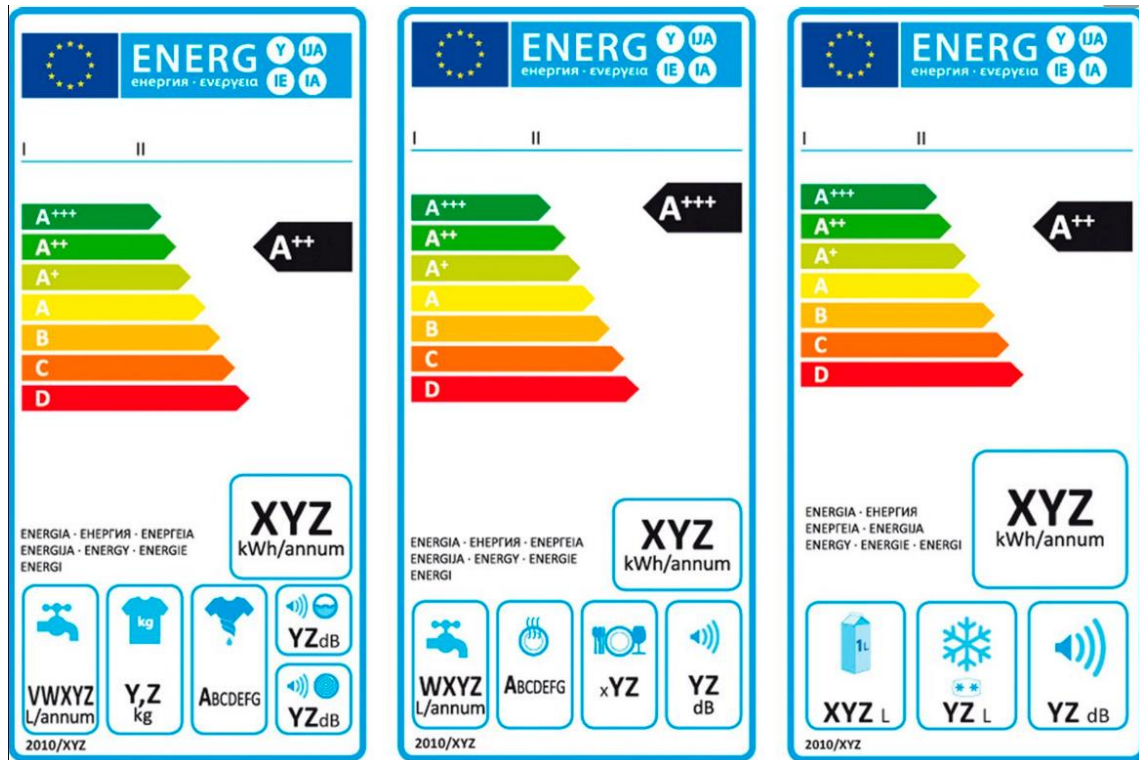 ENERG Y IJA
IE IA
енергия · ενεργεια
I II
A+++
A++
A+
A
B
C
D
A++
XYZ
kWh/annum
ENERGIA · ЕНЕРГИЯ · ΕΝΕΡΓΕΙΑ
ENERGIJA · ENERGY · ENERGIE
ENERGI
VWXYZ
L/annum
kg
Y,Z
kg
ABCDEFG
YZdB
YZdB
2010/XYZ
ENERG Y IJA
IE IA
енергия · ενεργεια
I II
A+++
A++
A+
A
B
C
D
A+++
XYZ
kWh/annum
ENERGIA · ЕНЕРГИЯ · ΕΝΕΡΓΕΙΑ
ENERGIJA · ENERGY · ENERGIE
ENERGI
WXYZ
L/annum
ABCDEFG
xYZ
YZ
dB
2010/XYZ
ENERG Y IJA
IE IA
енергия · ενεργεια
I II
A+++
A++
A+
A
B
C
D
A++
XYZ
kWh/annum
ENERGIA · ЕНЕРГИЯ
ΕΝΕΡΓΕΙΑ · ENERGIJA
ENERGY · ENERGIE · ENERGI
1L
XYZ L
YZ L
YZ dB
2010/XYZ